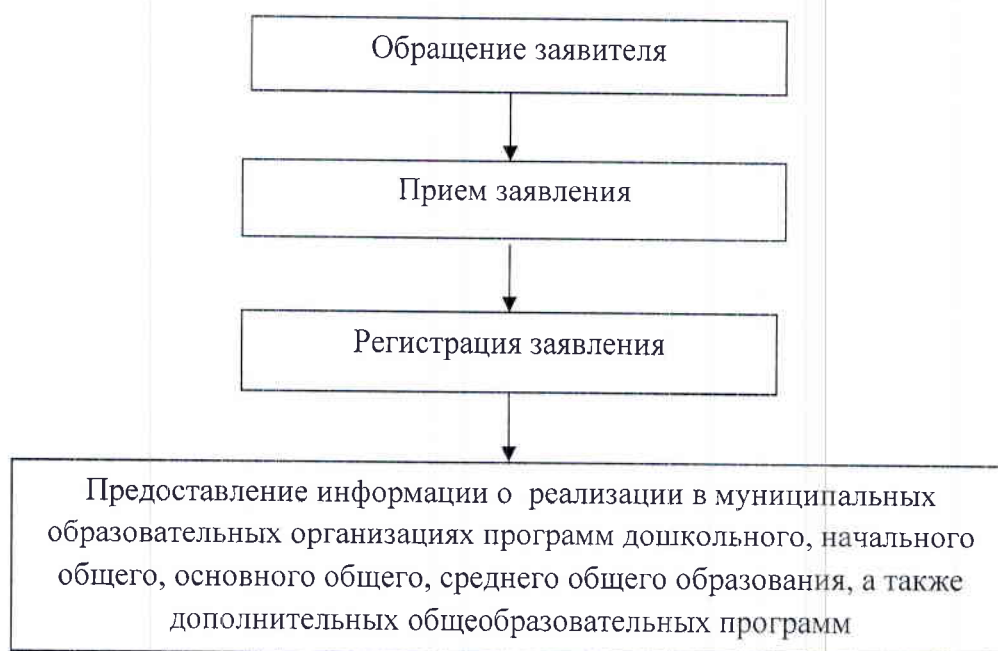 Обращение заявителя
Прием заявления
Регистрация заявления
Предоставление информации о реализации в муниципальных
образовательных организациях программ дошкольного, начального
общего, основного общего, среднего общего образования, а также
дополнительных общеобразовательных программ